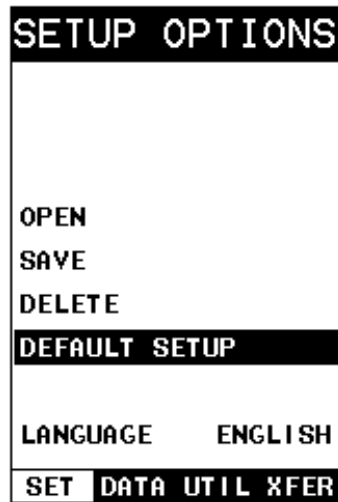 SETUP OPTIONS
OPEN
SAVE
DELETE
DEFAULT SETUP
LANGUAGE ENGLISH
SET DATA UTIL XFER